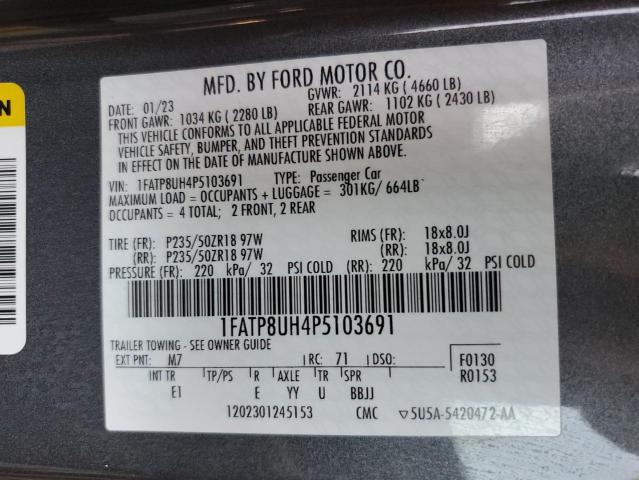 MFD. BY FORD MOTOR CO.
DATE: 01/23
GVWR: 2114 KG ( 4660 LB)
FRONT GAWR: 1034 KG ( 2280 LB)
REAR GAWR: 1102 KG ( 2430 LB)
THIS VEHICLE CONFORMS TO ALL APPLICABLE FEDERAL MOTOR
VEHICLE SAFETY, BUMPER, AND THEFT PREVENTION STANDARDS
IN EFFECT ON THE DATE OF MANUFACTURE SHOWN ABOVE.
VIN: 1FATP8UH4P5103691 TYPE: Passenger Car
MAXIMUM LOAD = OCCUPANTS + LUGGAGE = 301KG/ 664LB
OCCUPANTS = 4 TOTAL; 2 FRONT, 2 REAR
TIRE (FR): P235/50ZR18 97W RIMS (FR): 18x8.0J
(RR): P235/50ZR18 97W (RR): 18x8.0J
PRESSURE (FR): 220 kPa/ 32 PSI COLD (RR): 220 kPa/ 32 PSI COLD
1FATP8UH4P5103691
TRAILER TOWING - SEE OWNER GUIDE
EXT PNT: M7 RC: 71 DSO: F0130
INT TR TP/PS R AXLE TR SPR R0153
E1 E YY U BBJJ
1202301245153 CMC ▽5U5A-5420472-AA
N